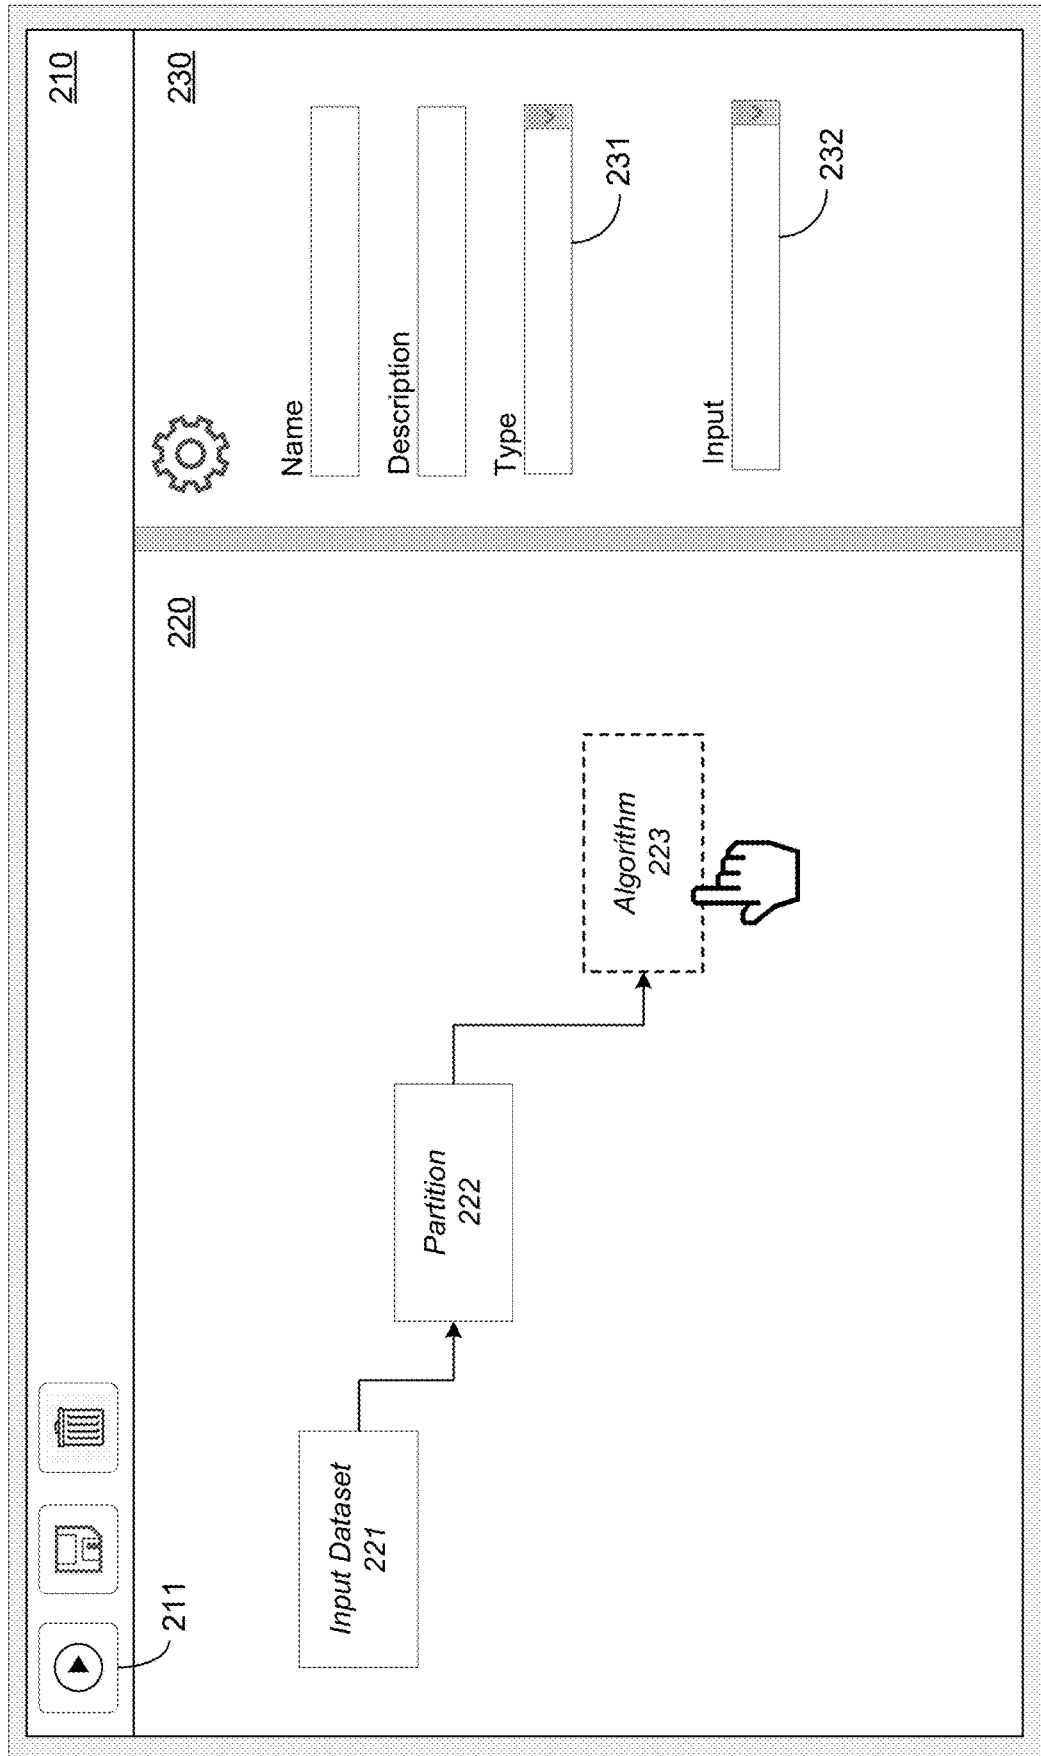 210
211
220
Input Dataset
221
Partition
222
Algorithm
223
230
Name
Description
Type
231
Input
232